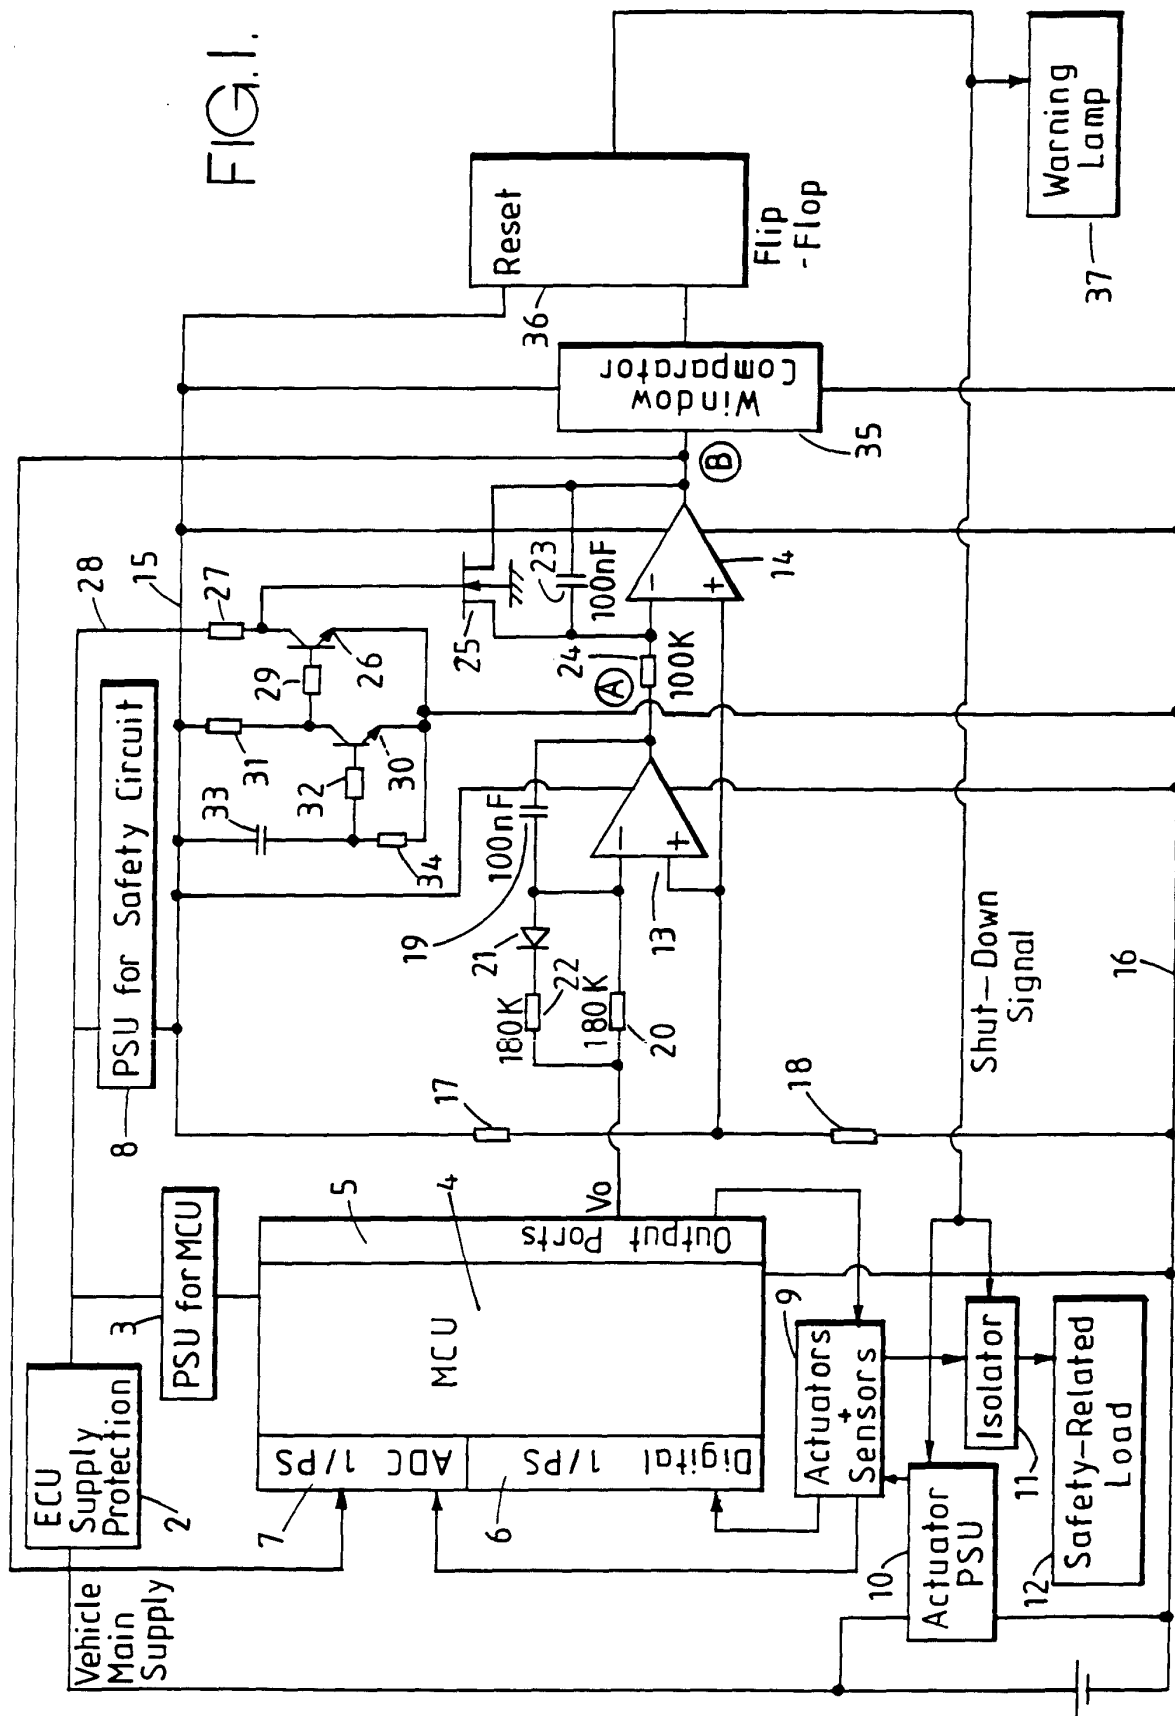 FIG.1.
Vehicle
Main
Supply
ECU
Supply
Protection
2
3
PSU for MCU
8
PSU for Safety Circuit
28
15
27
29
26
31
30
32
33
34
25
23
100nF
24
100K
A
B
14
19
100nF
21
22
180K
180K
20
13
17
18
Vo
4
5
MCU
Output Ports
7
ADC 1/PS
6
Digital 1/PS
9
Actuators
+
Sensors
10
Actuator
PSU
11
Isolator
12
Safety-Related
Load
Shut-Down
Signal
16
Window
Comparator
35
36
Reset
Flip
-Flop
Warning
Lamp
37